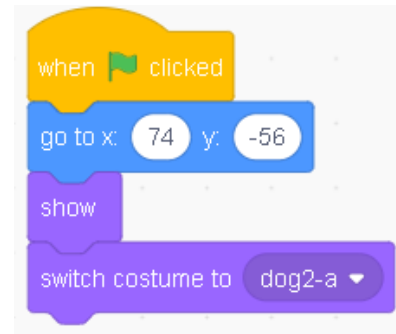 when clicked
go to x: 74 y: -56
show
switch costume to dog2-a